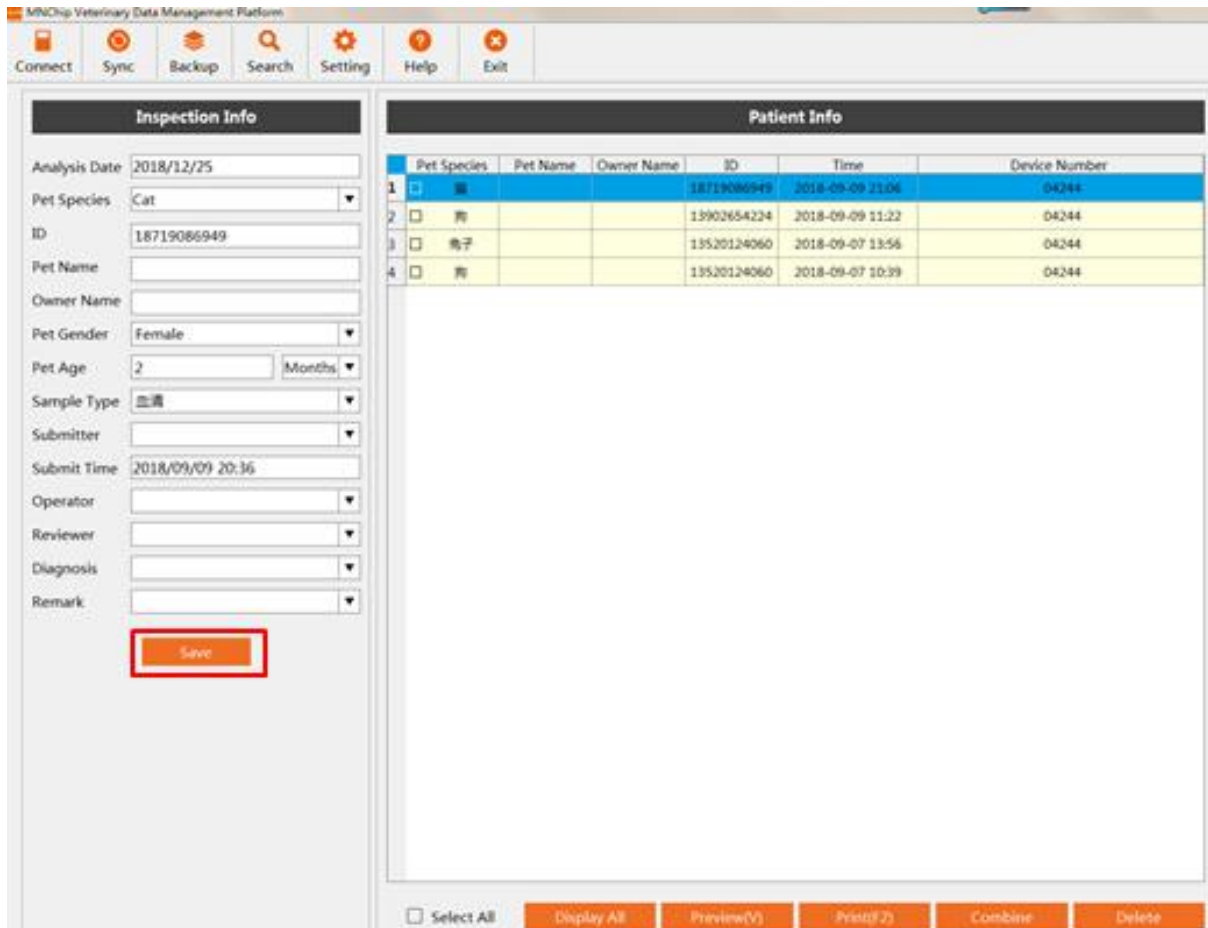 MNChip Veterinary Data Management Platform
Connect Sync Backup Search Setting Help Exit
Inspection Info
Analysis Date 2018/12/25
Pet Species Cat
ID 18719086949
Pet Name
Owner Name
Pet Gender Female
Pet Age 2 Months
Sample Type 血清
Submitter
Submit Time 2018/09/09 20:36
Operator
Reviewer
Diagnosis
Remark
Save
Patient Info
Pet Species Pet Name Owner Name ID Time Device Number
1 猫 18719086949 2018-09-09 21:06 04244
2 狗 13902654224 2018-09-09 11:22 04244
3 兔子 13520124060 2018-09-07 13:56 04244
4 狗 13520124060 2018-09-07 10:39 04244
Select All Display All Preview(V) Print(F2) Combine Delete